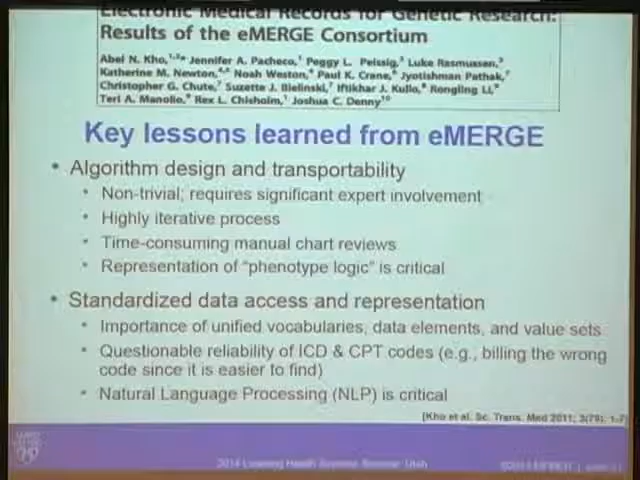 Electronic Medical Records for Genetic Research:
Results of the eMERGE Consortium
Abel N. Kho,1,2* Jennifer A. Pacheco,1 Peggy L. Peissig,3 Luke Rasmussen,3
Katherine M. Newton,4,5 Noah Weston,4 Paul K. Crane,6 Jyotishman Pathak,7
Christopher G. Chute,7 Suzette J. Bielinski,7 Iftikhar J. Kullo,8 Rongling Li,9
Teri A. Manolio,9 Rex L. Chisholm,1 Joshua C. Denny10
Key lessons learned from eMERGE
• Algorithm design and transportability
• Non-trivial; requires significant expert involvement
• Highly iterative process
• Time-consuming manual chart reviews
• Representation of “phenotype logic” is critical
• Standardized data access and representation
• Importance of unified vocabularies, data elements, and value sets
• Questionable reliability of ICD & CPT codes (e.g., billing the wrong
code since it is easier to find)
• Natural Language Processing (NLP) is critical
[Kho et al. Sc. Trans. Med 2011; 3(79): 1-7]
2014 Learning Health Utah